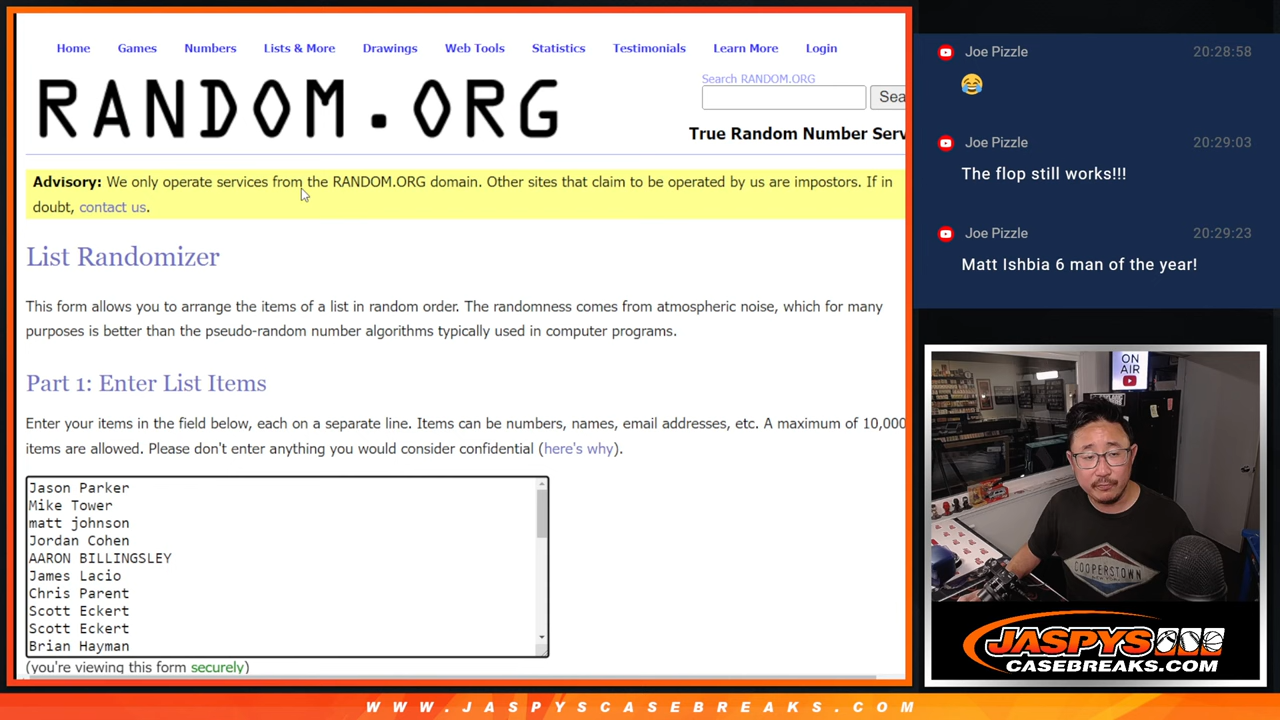 Home Games Numbers Lists & More Drawings Web Tools Statistics Testimonials Learn More Login
RANDOM.ORG
Search RANDOM.ORG
Sea
True Random Number Serv
Advisory: We only operate services from the RANDOM.ORG domain. Other sites that claim to be operated by us are impostors. If in
doubt, contact us.
List Randomizer
This form allows you to arrange the items of a list in random order. The randomness comes from atmospheric noise, which for many
purposes is better than the pseudo-random number algorithms typically used in computer programs.
Part 1: Enter List Items
Enter your items in the field below, each on a separate line. Items can be numbers, names, email addresses, etc. A maximum of 10,000
items are allowed. Please don't enter anything you would consider confidential (here's why).
Jason Parker
Mike Tower
matt johnson
Jordan Cohen
AARON BILLINGSLEY
James Lacio
Chris Parent
Scott Eckert
Scott Eckert
Brian Hayman
(you're viewing this form securely)
Joe Pizzle 20:28:58
😂
Joe Pizzle 20:29:03
The flop still works!!!
Joe Pizzle 20:29:23
Matt Ishbia 6 man of the year!
ON
AIR
COOPERSTOWN
JASPYS
CASEBREAKS.COM
WWW.JASPYSCASEBREAKS.COM